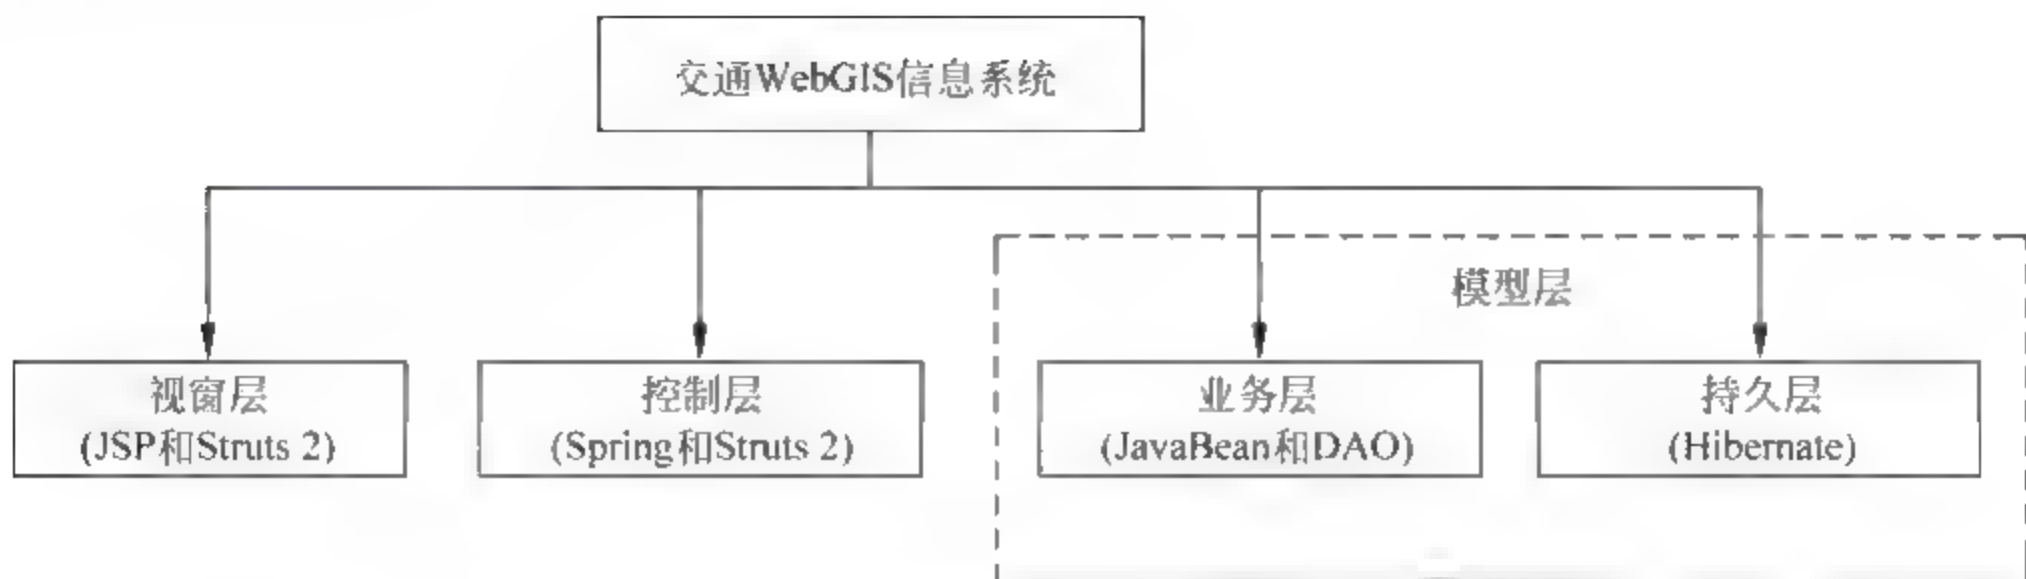 交通WebGIS信息系统
模型层
视窗层
(JSP和Struts 2)
控制层
(Spring和Struts 2)
业务层
(JavaBean和DAO)
持久层
(Hibernate)